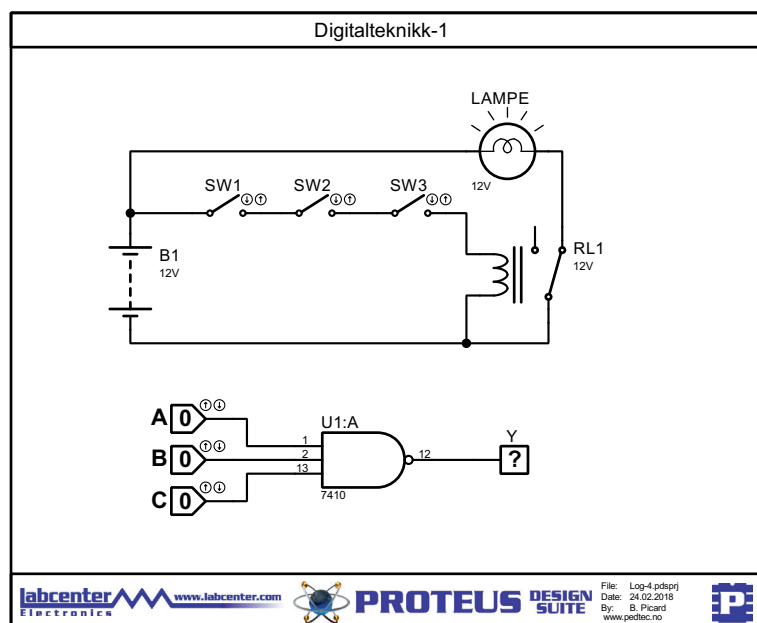 Digitalteknikk-1
LAMPE
12V
SW1
SW2
SW3
B1
12V
RL1
12V
A 0
B 0
C 0
U1:A
1
2
13
12
7410
Y
?
labcenter
Electronics
www.labcenter.com
PROTEUS DESIGN SUITE
File: Log-4.pdsprj
Date: 24.02.2018
By: B. Picard
www.pedtec.no
P